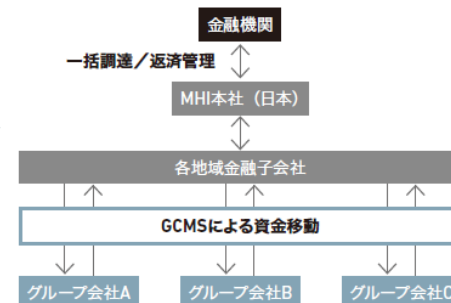 金融機関
一括調達／返済管理
MHI本社（日本）
各地域金融子会社
GCMSによる資金移動
グループ会社A
グループ会社B
グループ会社C